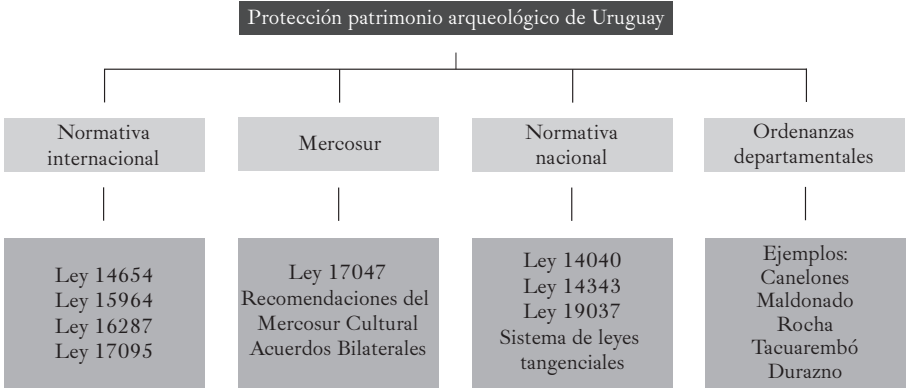 Protección patrimonio arqueológico de Uruguay
Normativa
internacional
Mercosur
Normativa
nacional
Ordenanzas
departamentales
Ley 14654
Ley 15964
Ley 16287
Ley 17095
Ley 17047
Recomendaciones del
Mercosur Cultural
Acuerdos Bilaterales
Ley 14040
Ley 14343
Ley 19037
Sistema de leyes
tangenciales
Ejemplos:
Canelones
Maldonado
Rocha
Tacuarembó
Durazno